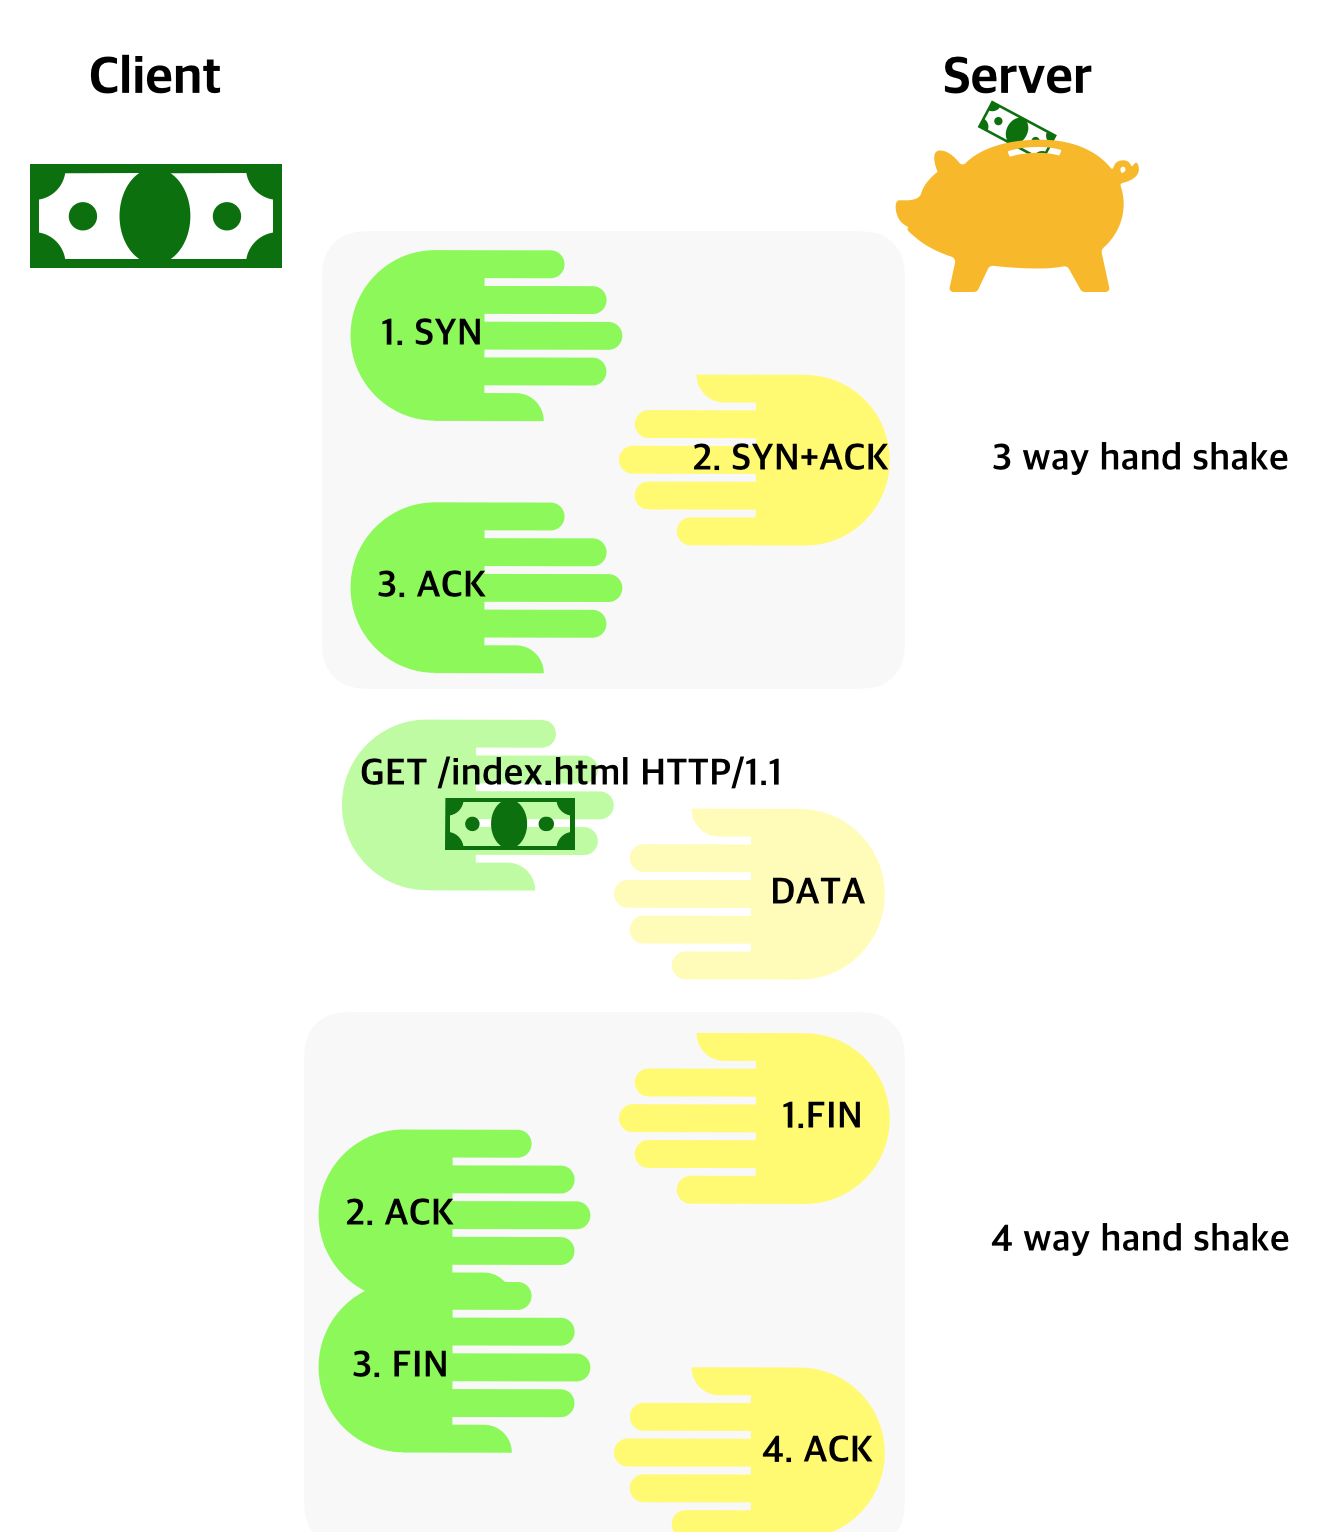 Client
Server
1. SYN
2. SYN+ACK
3 way hand shake
3. ACK
GET /index.html HTTP/1.1
DATA
1.FIN
2. ACK
4 way hand shake
3. FIN
4. ACK